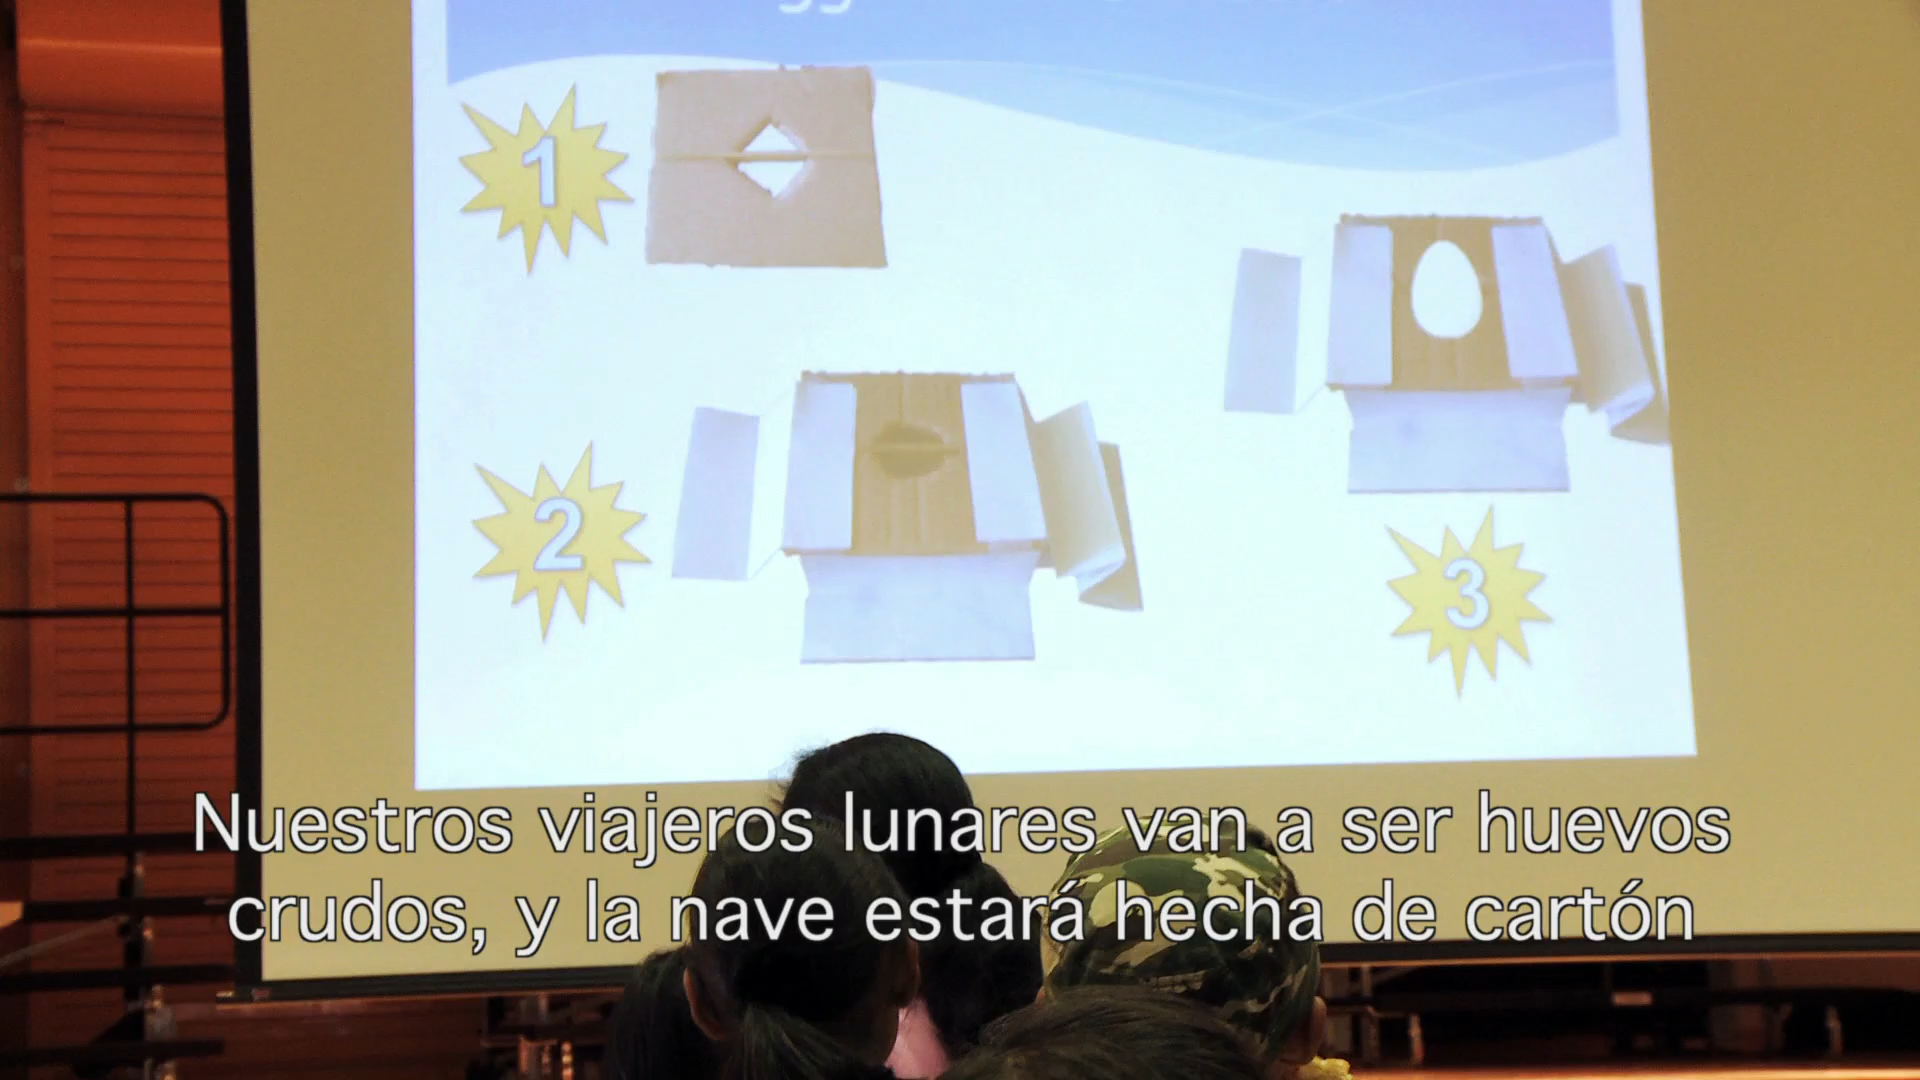 1
2
3
Nuestros viajeros lunares van a ser huevos
crudos, y la nave estará hecha de cartón